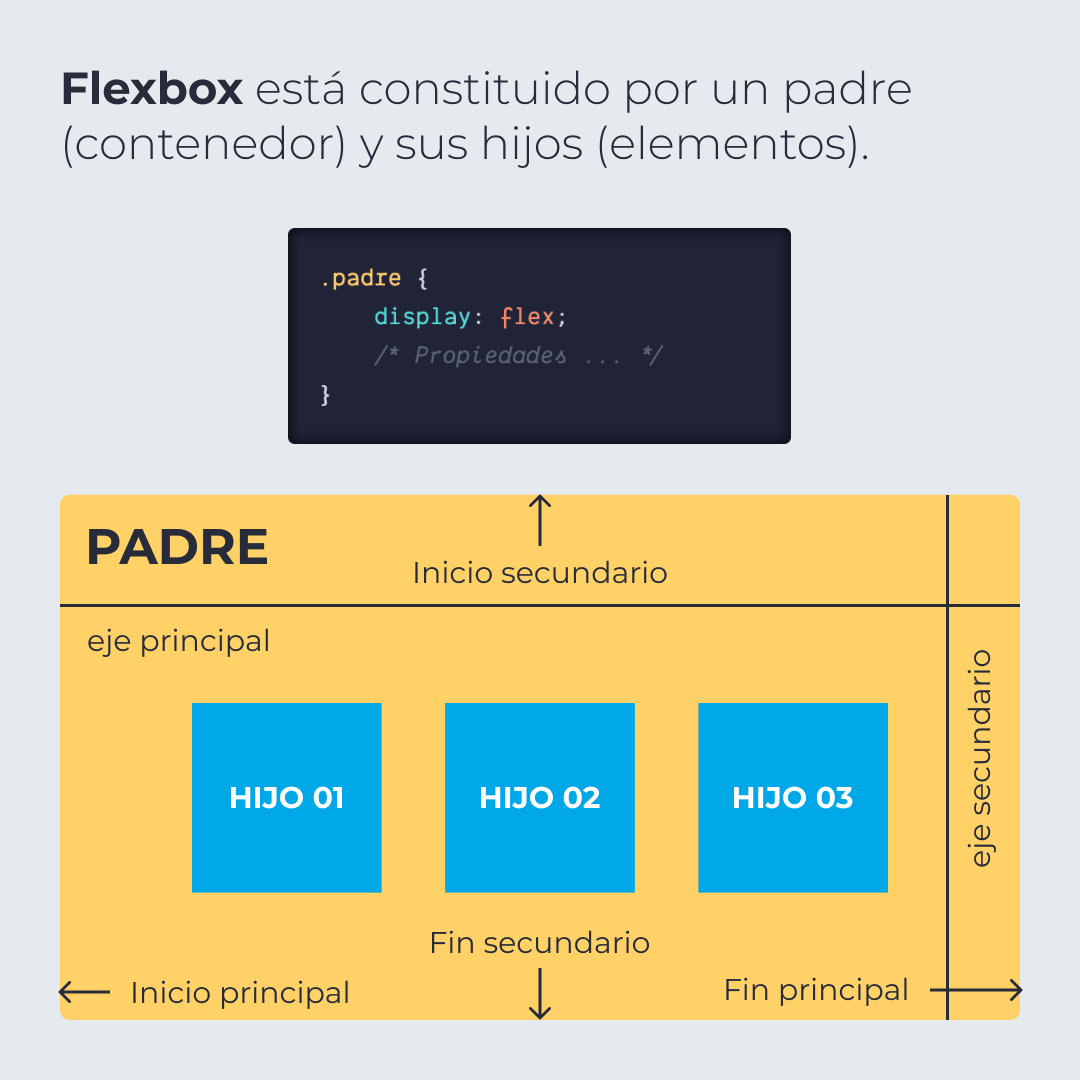 Flexbox está constituido por un padre
(contenedor) y sus hijos (elementos).
.padre {
display: flex;
/* Propiedades ... */
}
PADRE
Inicio secundario
eje principal
eje secundario
HIJO 01
HIJO 02
HIJO 03
Fin secundario
Inicio principal
Fin principal